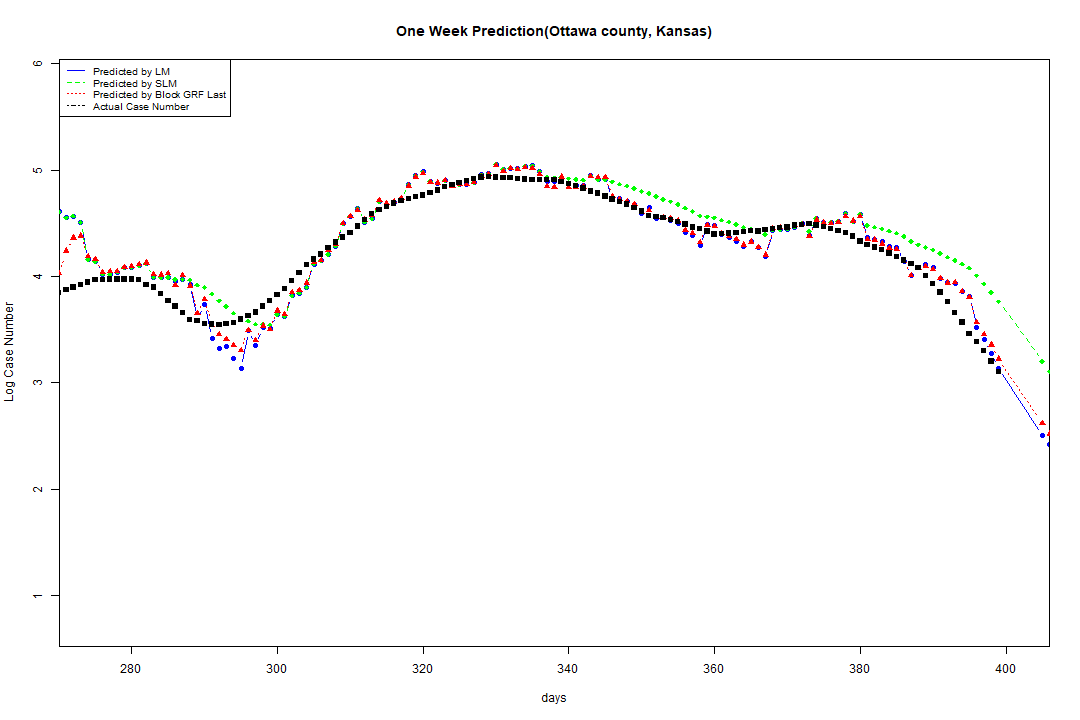 One Week Prediction(Ottawa county, Kansas)
Predicted by LM
Predicted by SLM
Predicted by Block GRF Last
Actual Case Number
Log Case Number
6
5
4
3
2
1
280 300 320 340 360 380 400
days